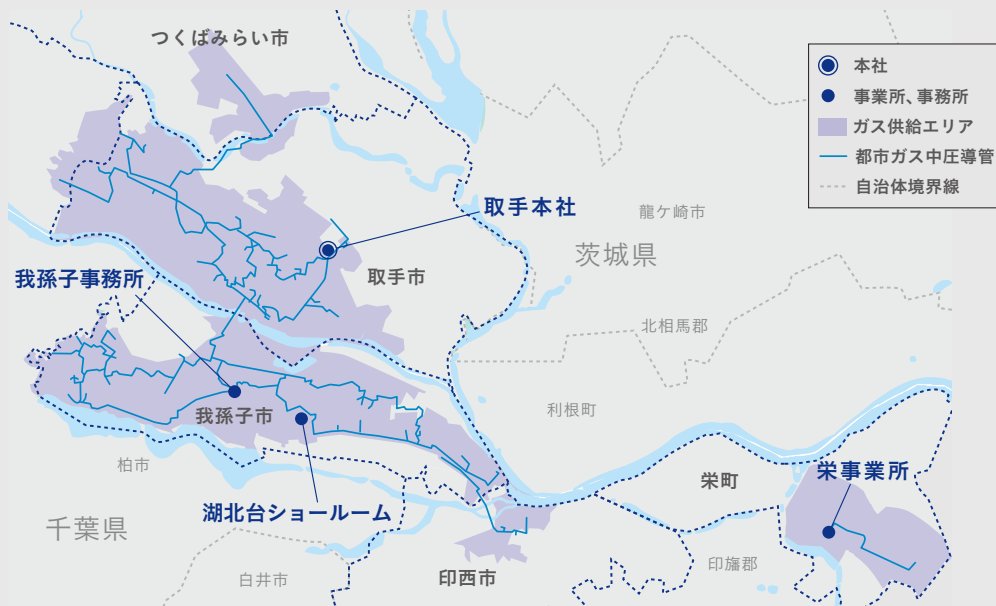 つくばみらい市
本社
事業所、事務所
ガス供給エリア
都市ガス中圧導管
自治体境界線
取手本社
龍ケ崎市
茨城県
我孫子事務所
取手市
北相馬郡
我孫子市
利根町
柏市
栄町
栄事業所
湖北台ショールーム
千葉県
白井市
印西市
印旛郡